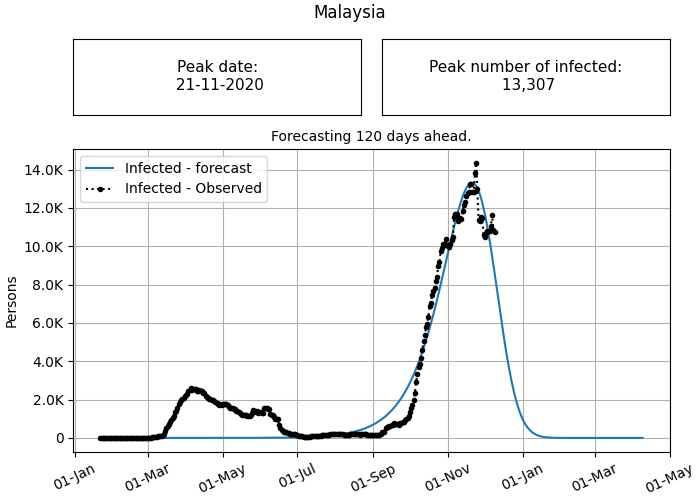 Malaysia
Peak date:
21-11-2020
Peak number of infected:
13,307
Forecasting 120 days ahead.
Infected - forecast
Infected - Observed
14.0K
12.0K
10.0K
8.0K
6.0K
4.0K
2.0K
0
Persons
01-Jan
01-Mar
01-May
01-Jul
01-Sep
01-Nov
01-Jan
01-Mar
01-May